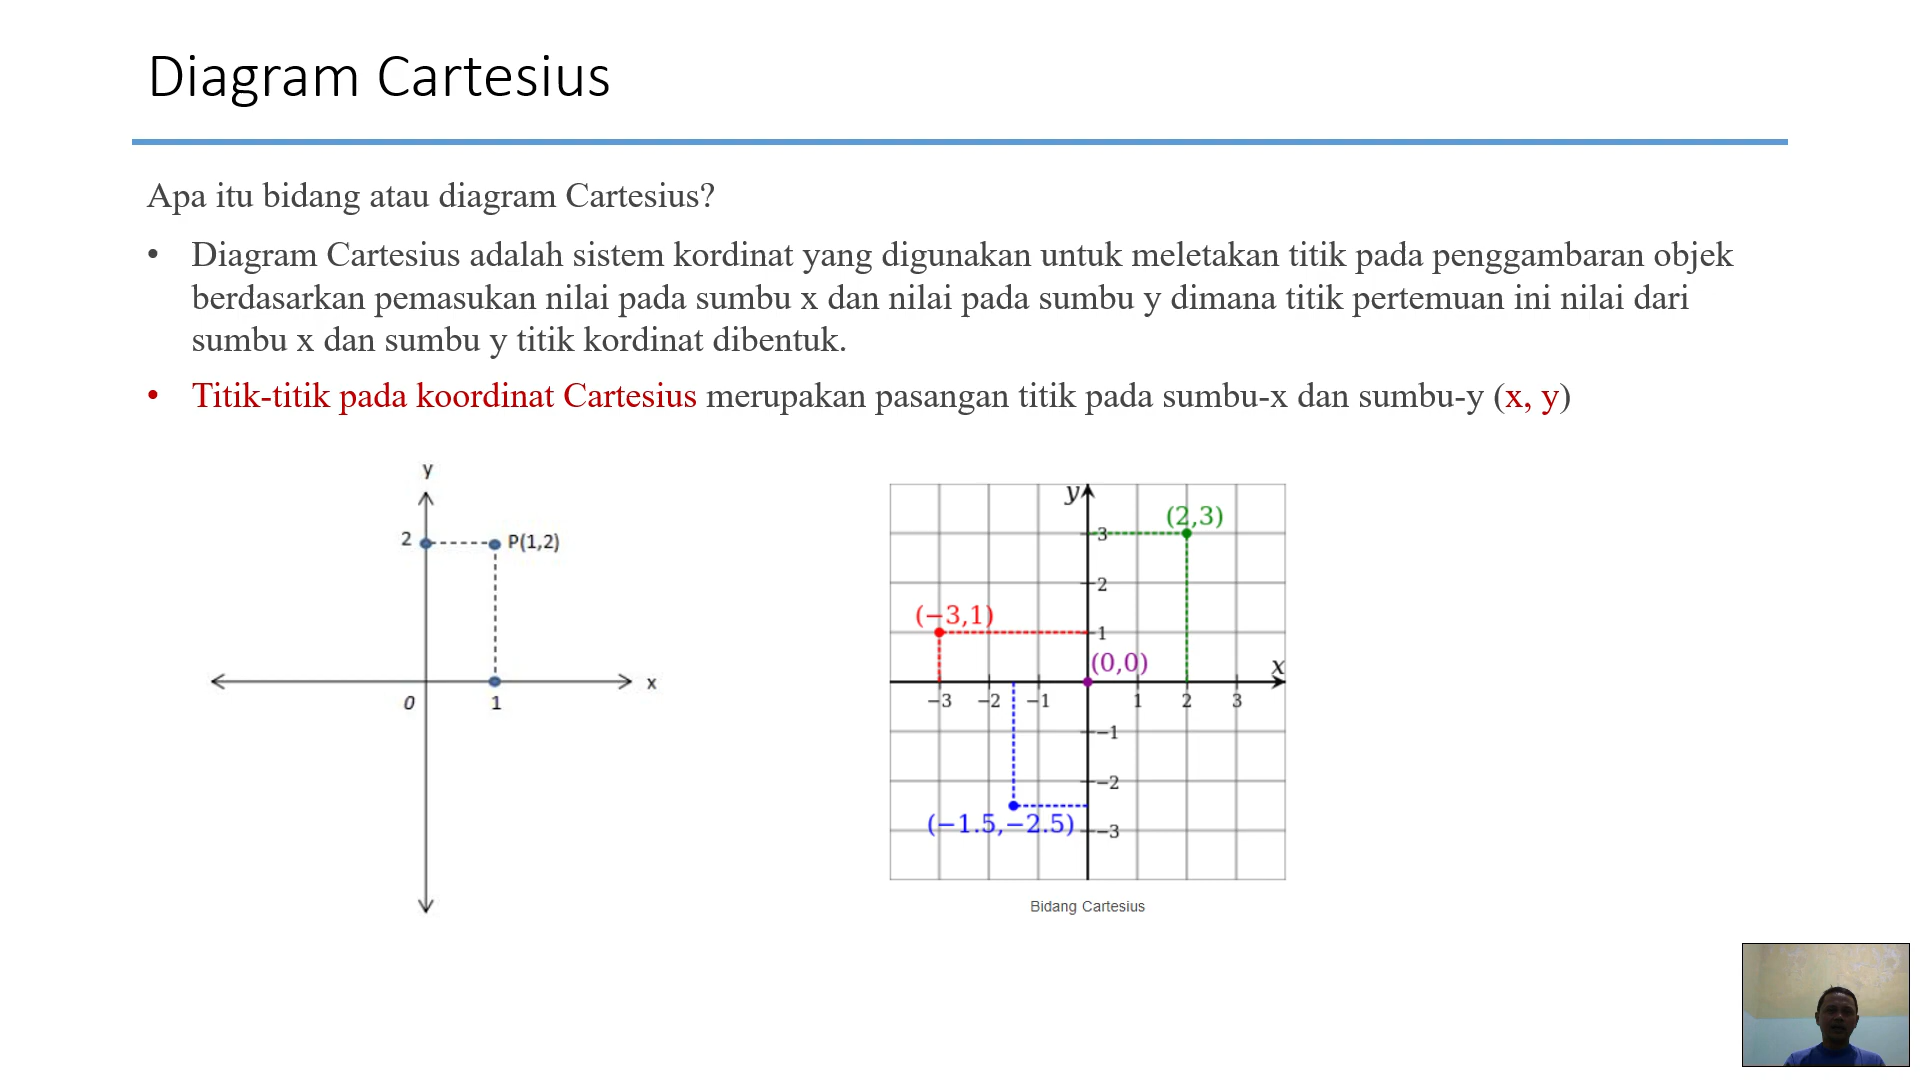 Diagram Cartesius
Apa itu bidang atau diagram Cartesius?
• Diagram Cartesius adalah sistem kordinat yang digunakan untuk meletakan titik pada penggambaran objek
berdasarkan pemasukan nilai pada sumbu x dan nilai pada sumbu y dimana titik pertemuan ini nilai dari
sumbu x dan sumbu y titik kordinat dibentuk.
• Titik-titik pada koordinat Cartesius merupakan pasangan titik pada sumbu-x dan sumbu-y (x, y)
y
2 P(1,2)
x
0 1
y
(2,3)
3
2
(−3,1)
1
(0,0)
x
−3 −2 −1 1 2 3
−1
−2
(−1.5,−2.5)
−3
Bidang Cartesius